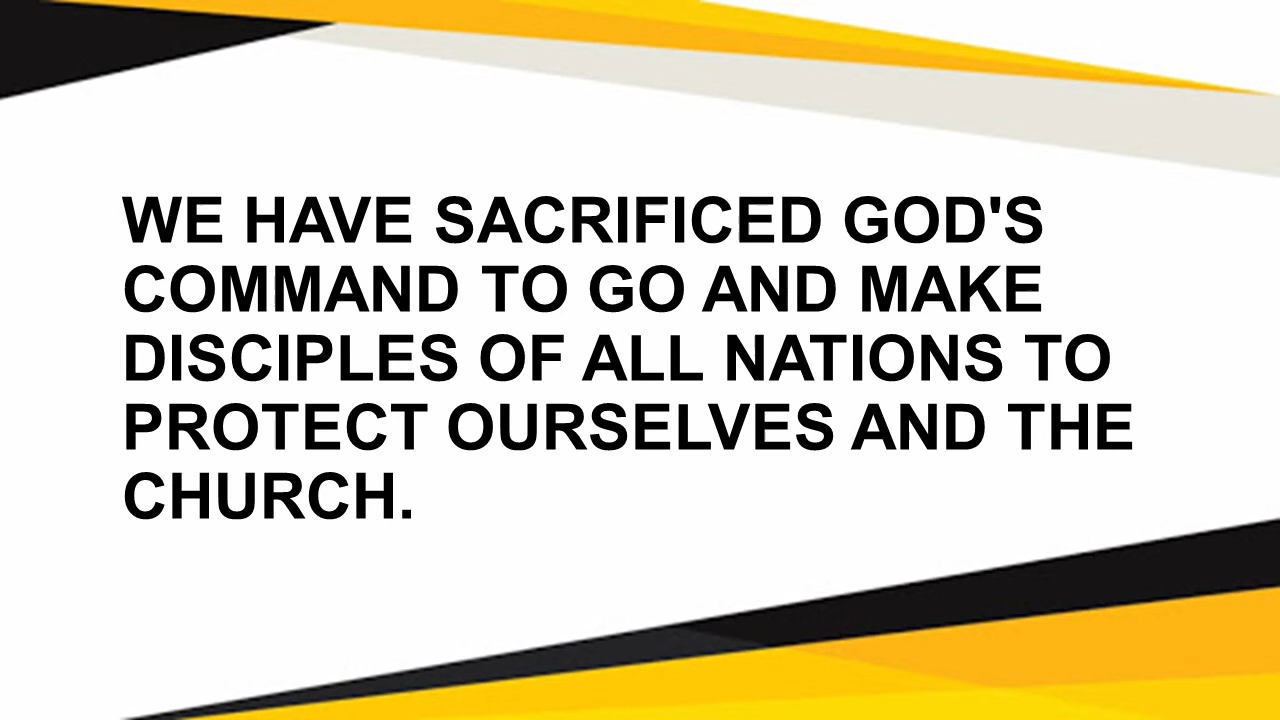 WE HAVE SACRIFICED GOD'S
COMMAND TO GO AND MAKE
DISCIPLES OF ALL NATIONS TO
PROTECT OURSELVES AND THE
CHURCH.